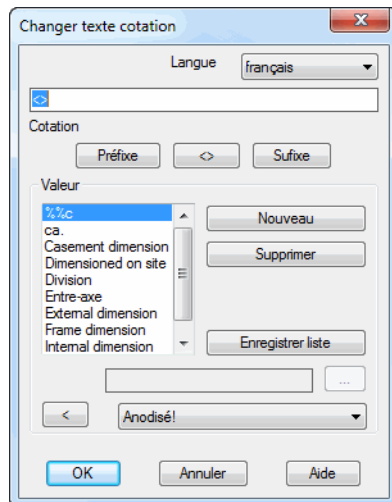 Changer texte cotation
Langue français
<>
Cotation
Préfixe <> Sufixe
Valeur
%%c
ca.
Casement dimension
Dimensioned on site
Division
Entre-axe
External dimension
Frame dimension
Internal dimension
Nouveau
Supprimer
Enregistrer liste
...
< Anodisé!
OK Annuler Aide